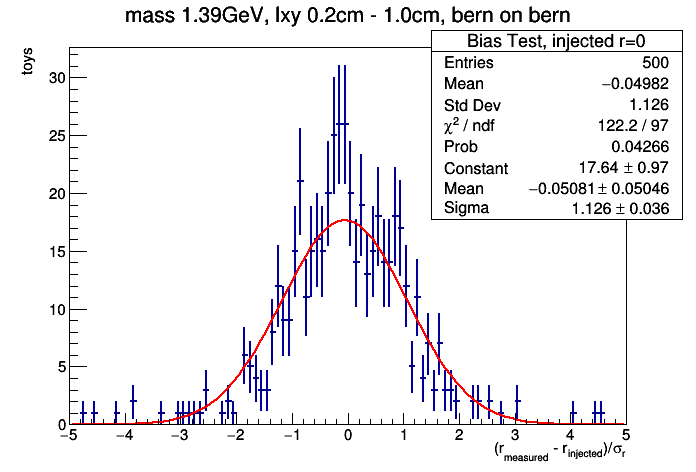 mass 1.39GeV, lxy 0.2cm - 1.0cm, bern on bern
toys
Bias Test, injected r=0
Entries 500
Mean −0.04982
Std Dev 1.126
χ² / ndf 122.2 / 97
Prob 0.04266
Constant 17.64 ± 0.97
Mean −0.05081 ± 0.05046
Sigma 1.126 ± 0.036
30
25
20
15
10
5
0
−5 −4 −3 −2 −1 0 1 2 3 4 5
(r_measured - r_injected)/σ_r